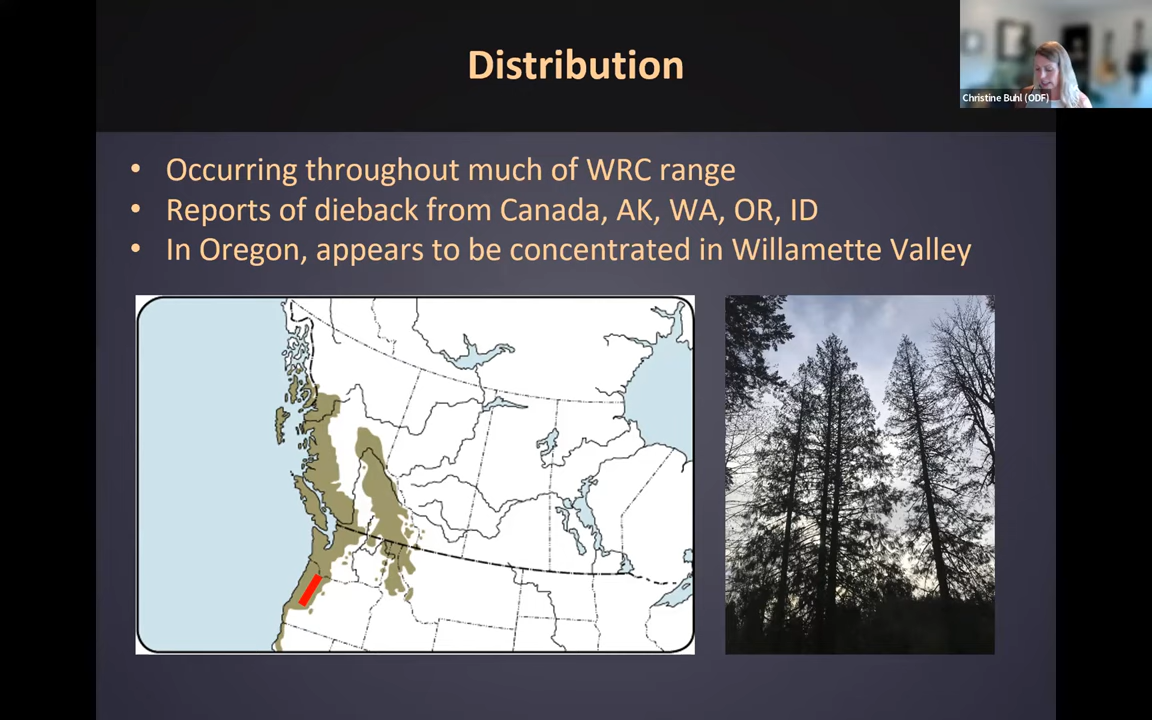 Distribution
Christine Buhl (ODF)
• Occurring throughout much of WRC range
• Reports of dieback from Canada, AK, WA, OR, ID
• In Oregon, appears to be concentrated in Willamette Valley